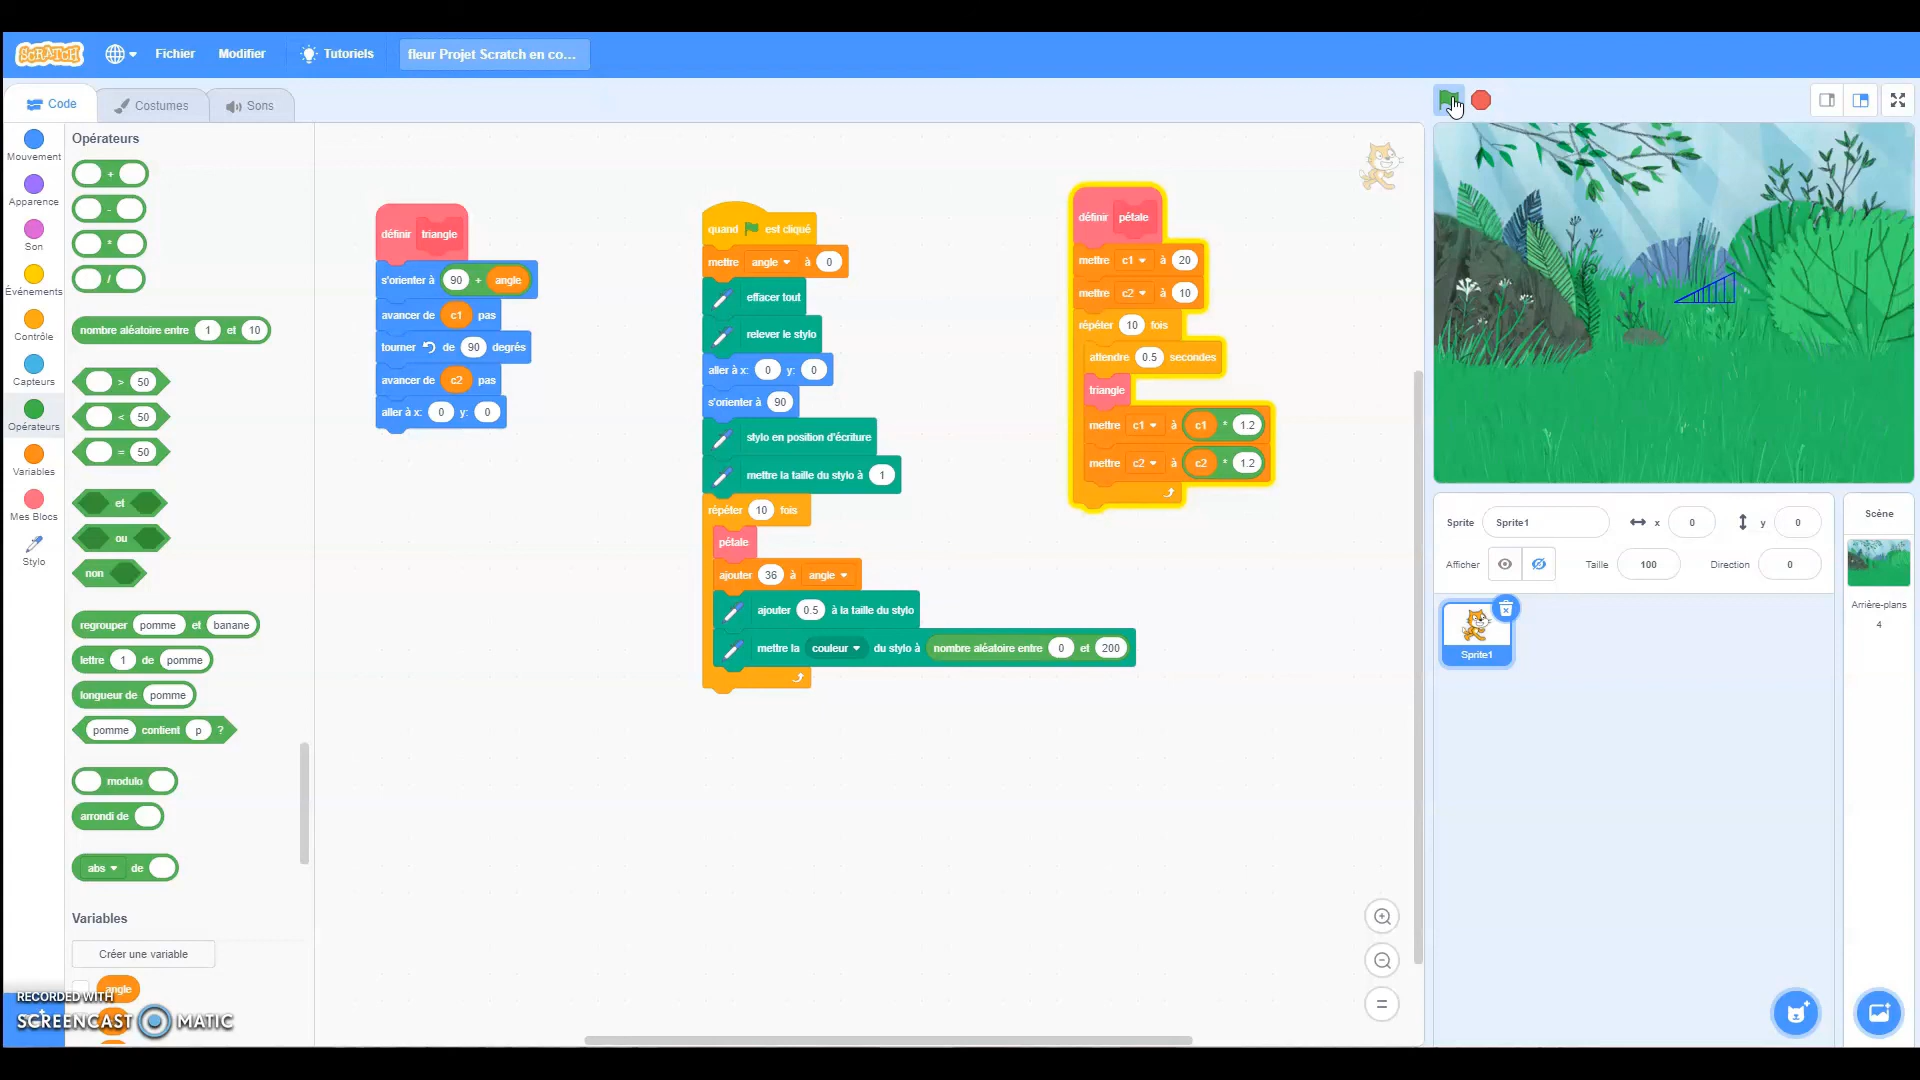 SCRATCH
Fichier
Modifier
Tutoriels
fleur Projet Scratch en co...
Code
Costumes
Sons
Mouvement
Apparence
Son
Événements
Contrôle
Capteurs
Opérateurs
Variables
Mes Blocs
Stylo
Opérateurs
+
-
*
/
nombre aléatoire entre 1 et 10
> 50
< 50
= 50
et
ou
non
regrouper pomme et banane
lettre 1 de pomme
longueur de pomme
pomme contient p ?
modulo
arrondi de
abs de
Variables
Créer une variable
angle
RECORDED WITH
SCREENCAST MATIC
définir triangle
s'orienter à 90 + angle
avancer de c1 pas
tourner de 90 degrés
avancer de c2 pas
aller à x: 0 y: 0
quand est cliqué
mettre angle à 0
effacer tout
relever le stylo
aller à x: 0 y: 0
s'orienter à 90
stylo en position d'écriture
mettre la taille du stylo à 1
répéter 10 fois
pétale
ajouter 36 à angle
ajouter 0.5 à la taille du stylo
mettre la couleur du stylo à nombre aléatoire entre 0 et 200
définir pétale
mettre c1 à 20
mettre c2 à 10
répéter 10 fois
attendre 0.5 secondes
triangle
mettre c1 à c1 * 1.2
mettre c2 à c2 * 1.2
=
Sprite Sprite1 x 0 y 0
Afficher Taille 100 Direction 0
Sprite1
Scène
Arrière-plans
4